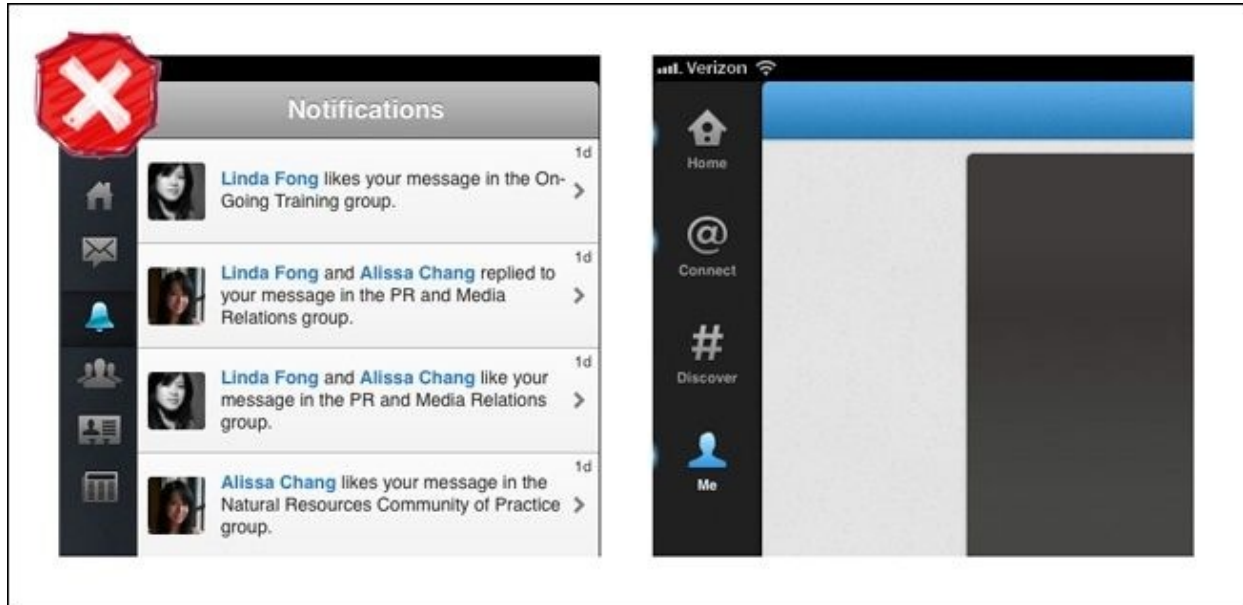 Notifications
1d
Linda Fong likes your message in the On-
Going Training group.
1d
Linda Fong and Alissa Chang replied to
your message in the PR and Media
Relations group.
1d
Linda Fong and Alissa Chang like your
message in the PR and Media Relations
group.
1d
Alissa Chang likes your message in the
Natural Resources Community of Practice
group.
Verizon
Home
@
Connect
#
Discover
Me